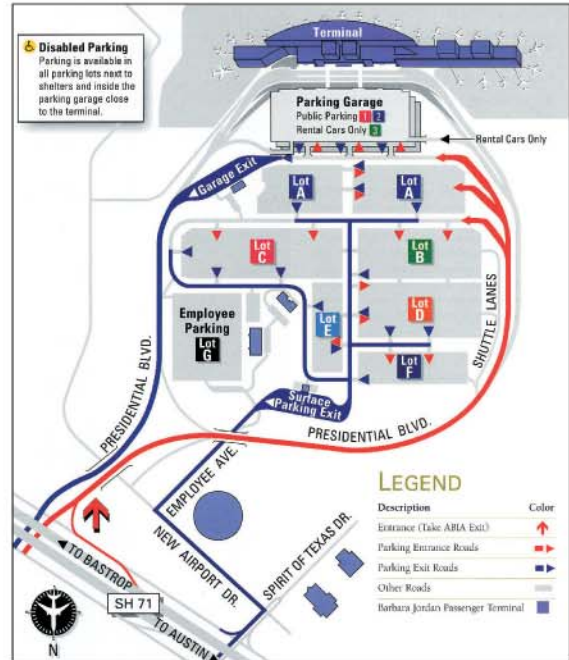 Terminal
Disabled Parking
Parking is available in
all parking lots next to
shelters and inside the
parking garage close
to the terminal.
Parking Garage
Public Parking 1 2
Rental Cars Only 3
Rental Cars Only
Garage Exit
Lot
A
Lot
A
Lot
C
Lot
B
Employee
Parking
Lot
G
Lot
E
Lot
D
Lot
F
SHUTTLE LANES
PRESIDENTIAL BLVD.
Surface
Parking Exit
PRESIDENTIAL BLVD.
EMPLOYEE AVE.
NEW AIRPORT DR.
SPIRIT OF TEXAS DR.
TO BASTROP
SH 71
TO AUSTIN
N
LEGEND
Description Color
Entrance (Take ABIA Exit)
Parking Entrance Roads
Parking Exit Roads
Other Roads
Barbara Jordan Passenger Terminal